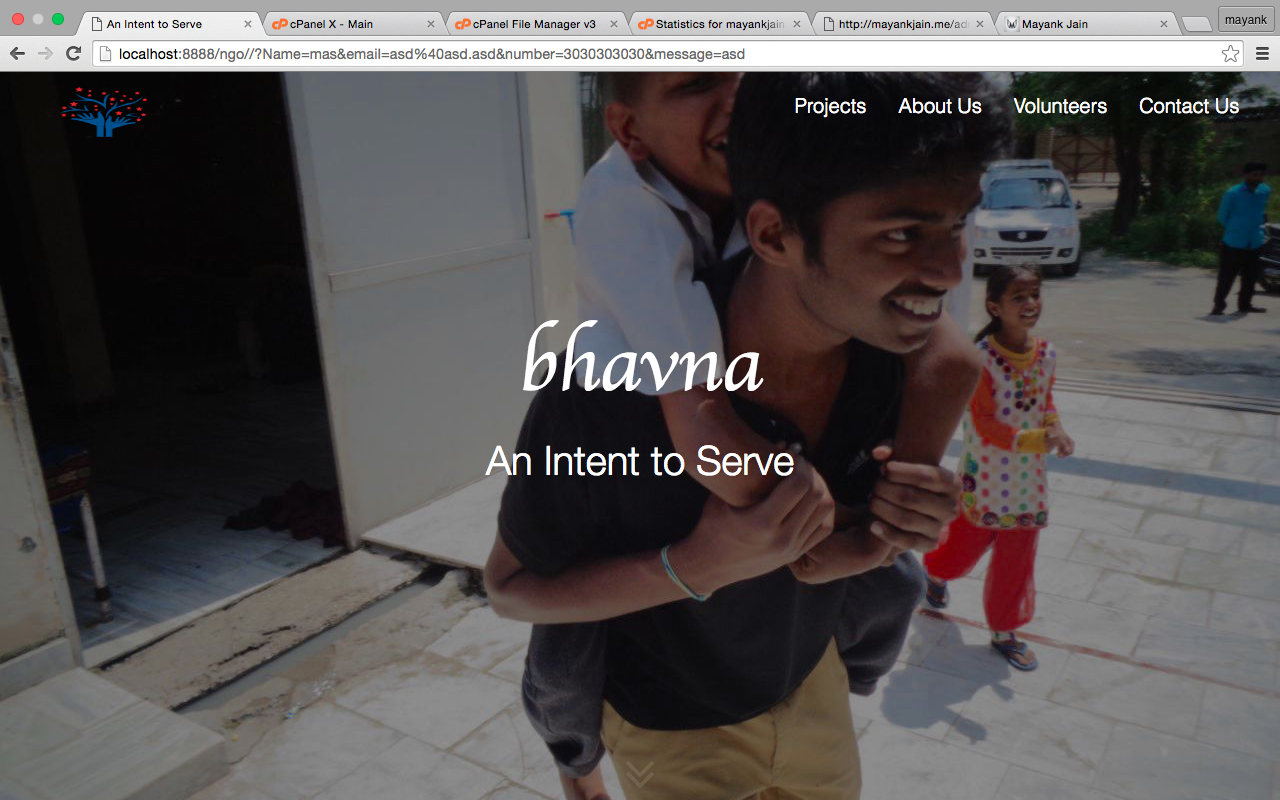 An Intent to Serve
cPanel X - Main
cPanel File Manager v3
Statistics for mayankjain
http://mayankjain.me/ad
Mayank Jain
mayank
localhost:8888/ngo//?Name=mas&email=asd%40asd.asd&number=3030303030&message=asd
Projects
About Us
Volunteers
Contact Us
bhavna
An Intent to Serve